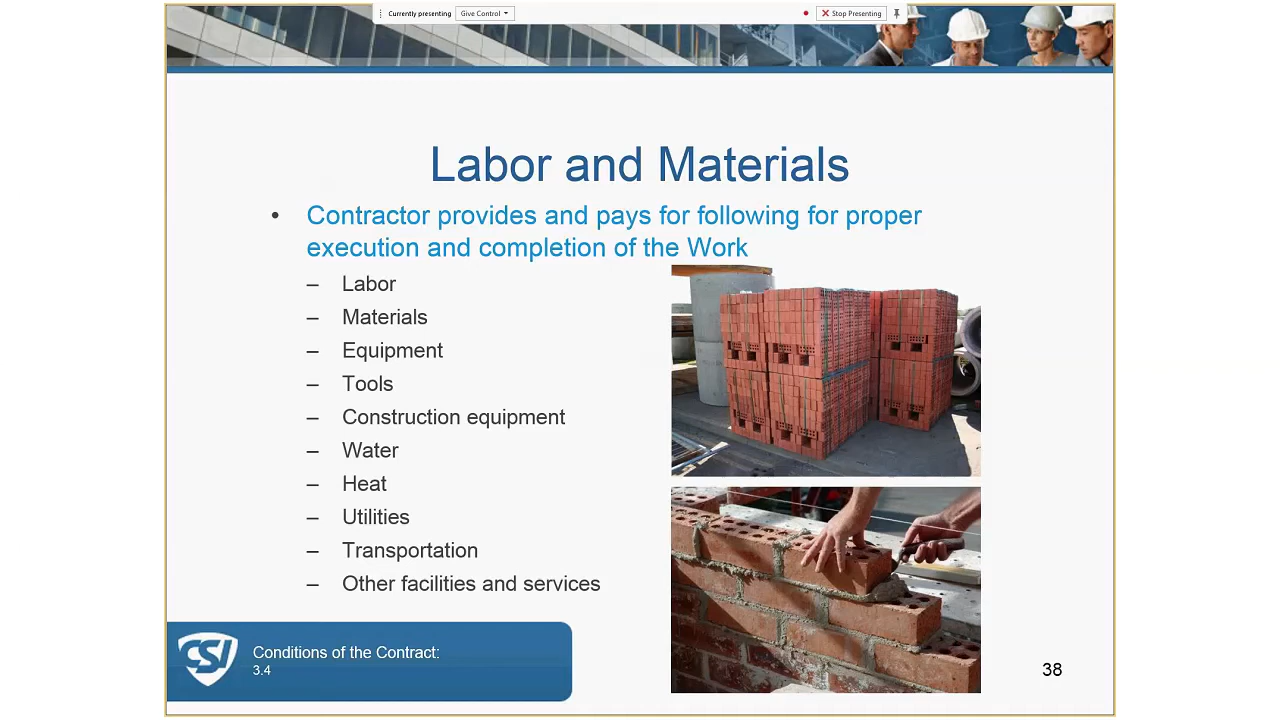 Currently presenting Give Control Stop Presenting
Labor and Materials
• Contractor provides and pays for following for proper
execution and completion of the Work
– Labor
– Materials
– Equipment
– Tools
– Construction equipment
– Water
– Heat
– Utilities
– Transportation
– Other facilities and services
CSI
Conditions of the Contract:
3.4
38